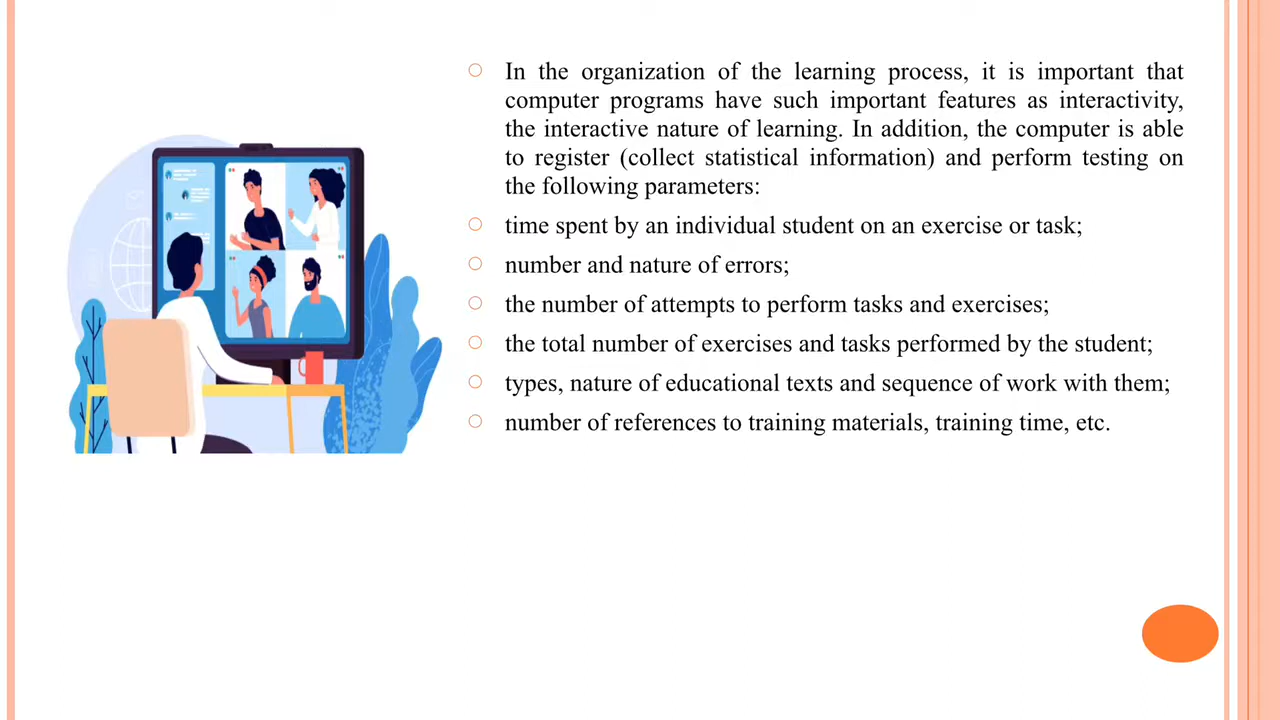 In the organization of the learning process, it is important that
computer programs have such important features as interactivity,
the interactive nature of learning. In addition, the computer is able
to register (collect statistical information) and perform testing on
the following parameters:
time spent by an individual student on an exercise or task;
number and nature of errors;
the number of attempts to perform tasks and exercises;
the total number of exercises and tasks performed by the student;
types, nature of educational texts and sequence of work with them;
number of references to training materials, training time, etc.